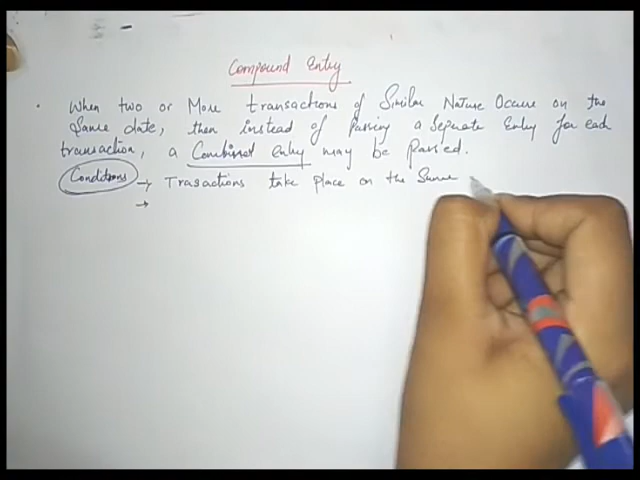 Compound Entry
. When two or More transactions of Similar Nature Occure on the
Same date, then instead of Passing a Separate Entry for each
transaction, a Combined entry may be passed.
Conditions → Trasactions take place on the Same
→